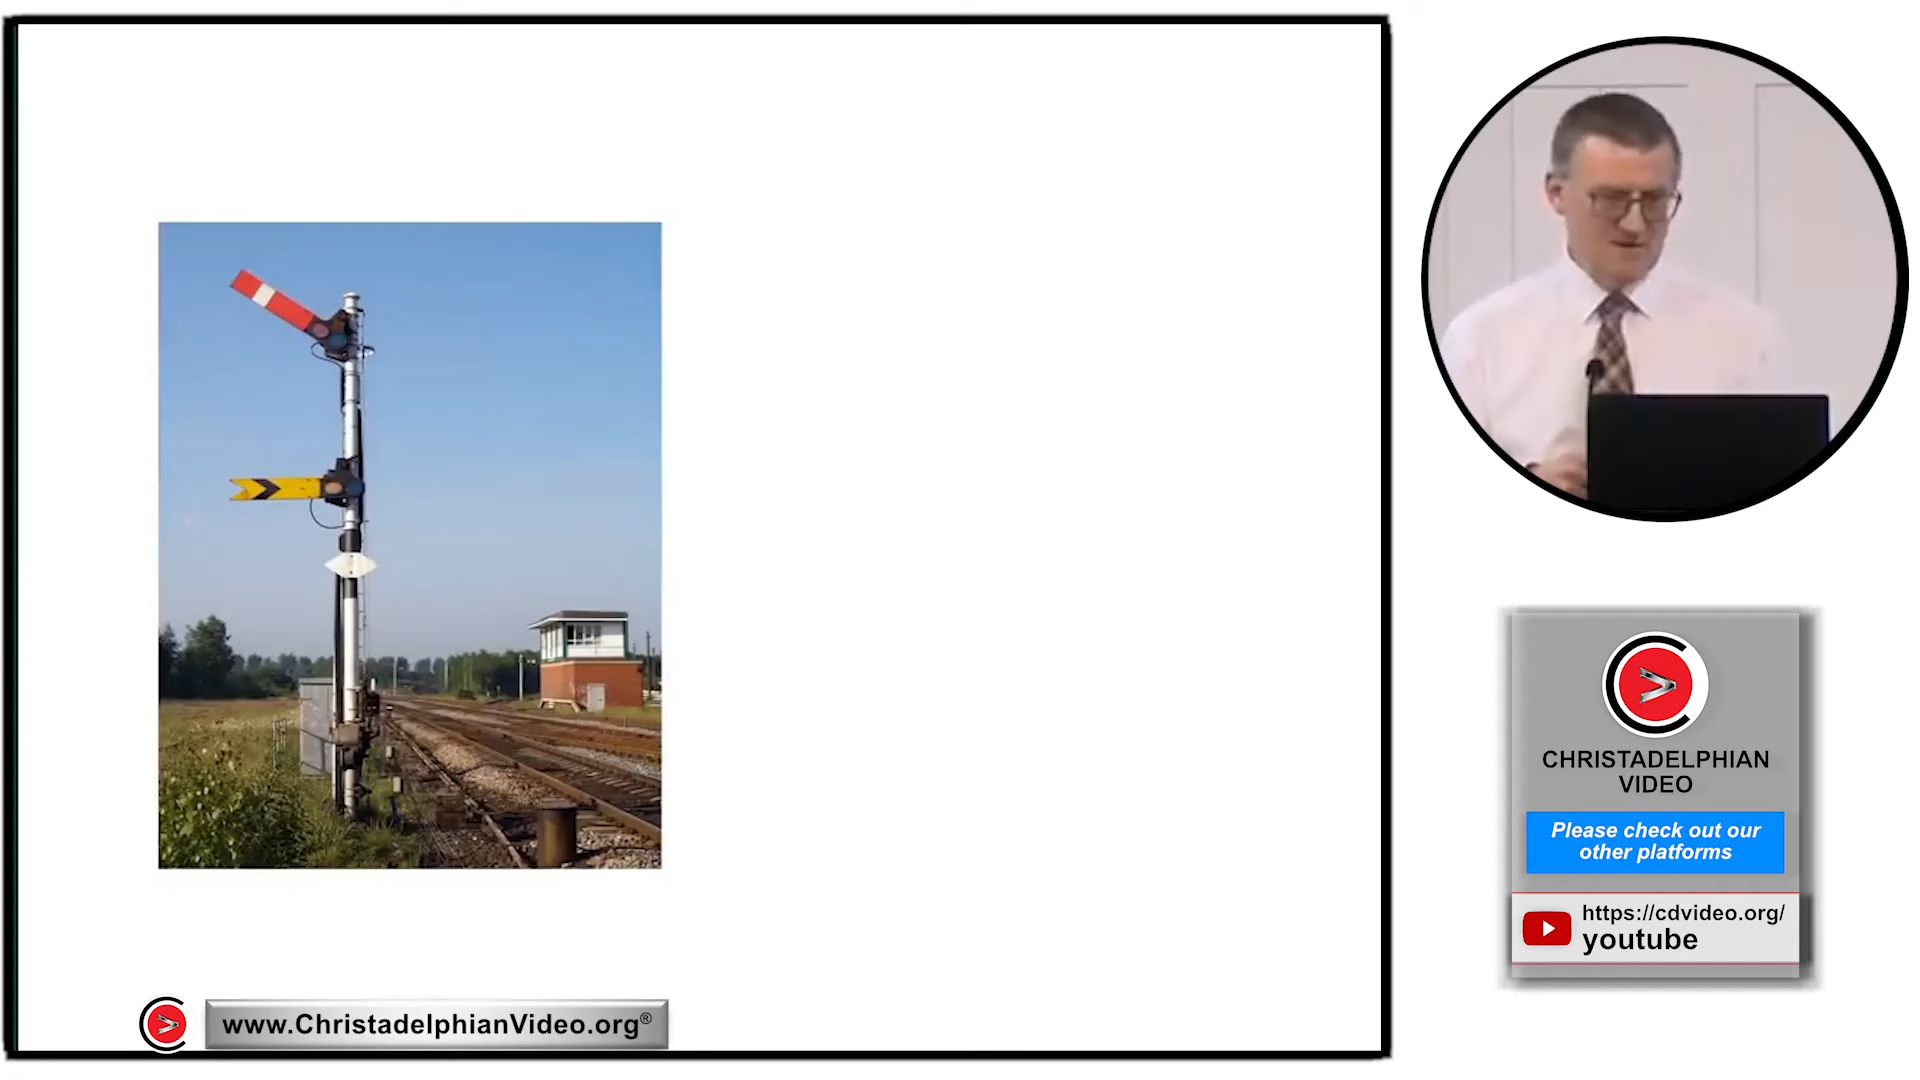 www.ChristadelphianVideo.org®
CHRISTADELPHIAN
VIDEO
Please check out our
other platforms
https://cdvideo.org/
youtube